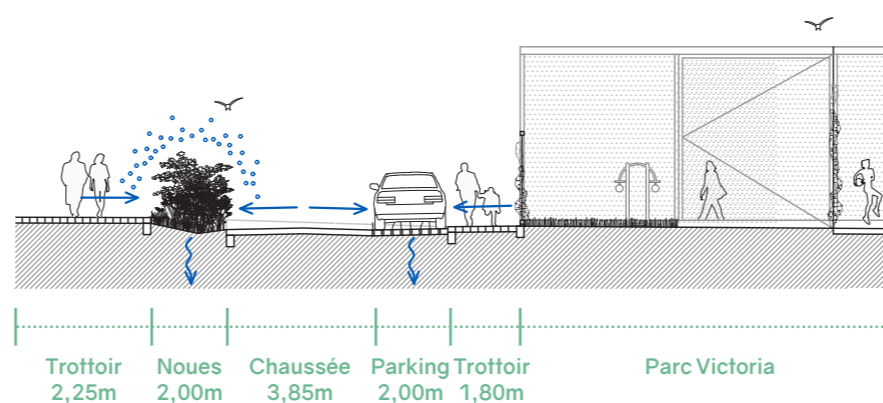 Trottoir
2,25m
Noues
2,00m
Chaussée
3,85m
Parking
2,00m
Trottoir
1,80m
Parc Victoria